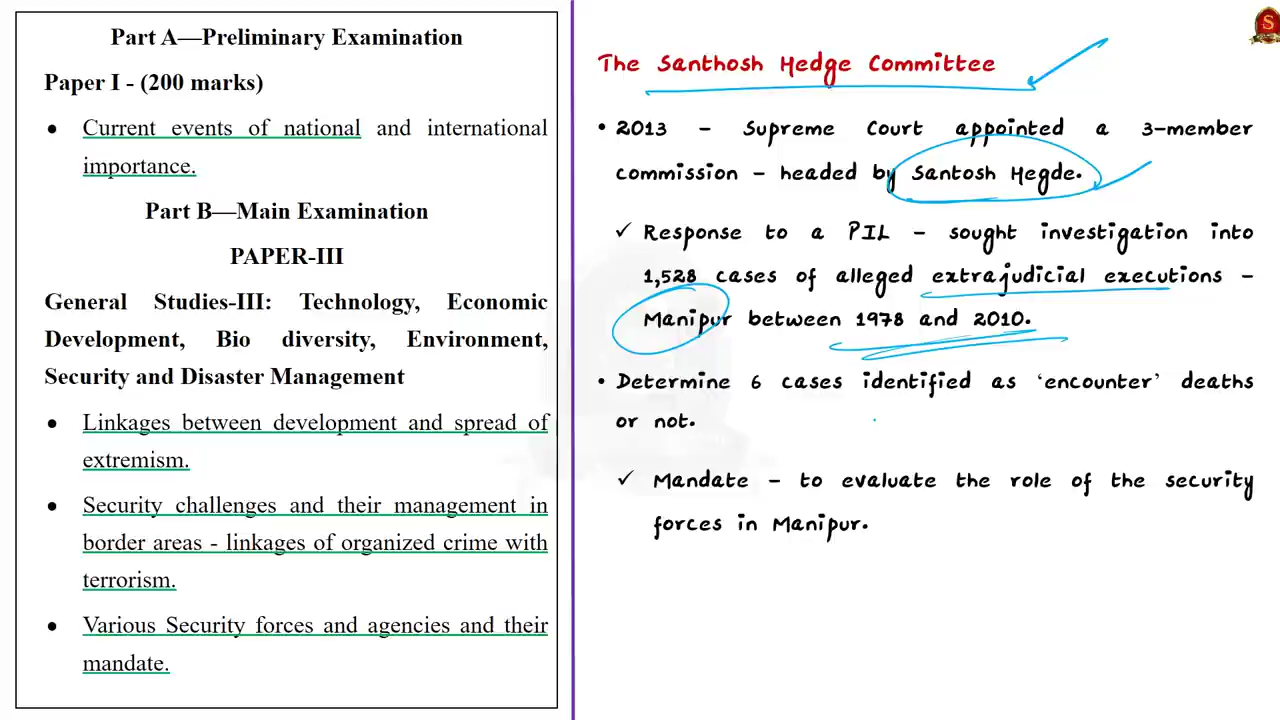 Part A—Preliminary Examination
Paper I - (200 marks)
• Current events of national and international
importance.
Part B—Main Examination
PAPER-III
General Studies-III: Technology, Economic
Development, Bio diversity, Environment,
Security and Disaster Management
• Linkages between development and spread of
extremism.
• Security challenges and their management in
border areas - linkages of organized crime with
terrorism.
• Various Security forces and agencies and their
mandate.
S
The Santhosh Hedge Committee
• 2013 – Supreme Court appointed a 3-member
commission – headed by Santosh Hegde.
✓ Response to a PIL – sought investigation into
1,528 cases of alleged extrajudicial executions –
Manipur between 1978 and 2010.
• Determine 6 cases identified as ‘encounter’ deaths
or not.
✓ Mandate – to evaluate the role of the security
forces in Manipur.